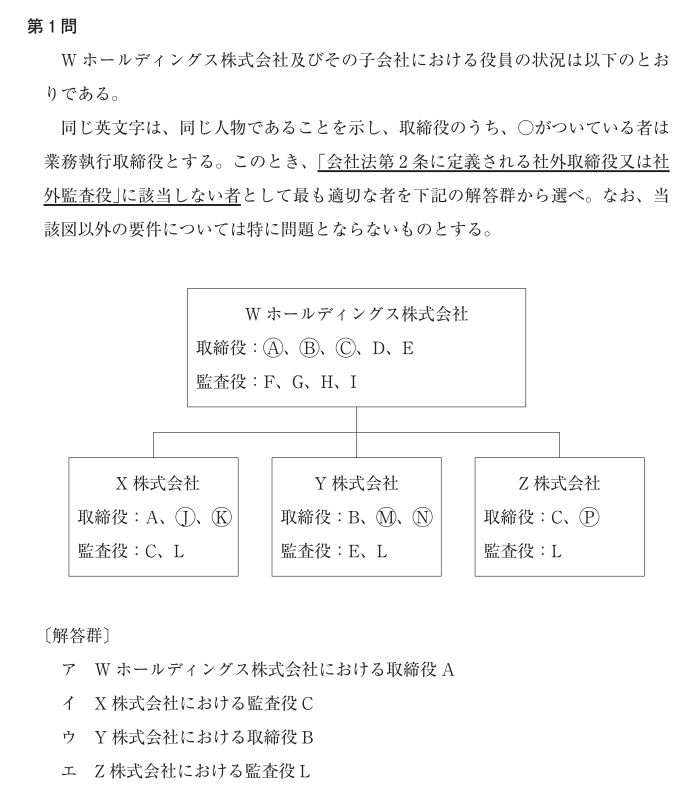 第1問
Wホールディングス株式会社及びその子会社における役員の状況は以下のとお
りである。
同じ英文字は、同じ人物であることを示し、取締役のうち、○がついている者は
業務執行取締役とする。このとき、「会社法第2条に定義される社外取締役又は社
外監査役」に該当しない者として最も適切な者を下記の解答群から選べ。なお、当
該図以外の要件については特に問題とならないものとする。
Wホールディングス株式会社
取締役：Ⓐ、Ⓑ、Ⓒ、D、E
監査役：F、G、H、I
X株式会社
取締役：A、Ⓙ、Ⓚ
監査役：C、L
Y株式会社
取締役：B、Ⓜ、Ⓝ
監査役：E、L
Z株式会社
取締役：C、Ⓟ
監査役：L
〔解答群〕
ア Wホールディングス株式会社における取締役A
イ X株式会社における監査役C
ウ Y株式会社における取締役B
エ Z株式会社における監査役L